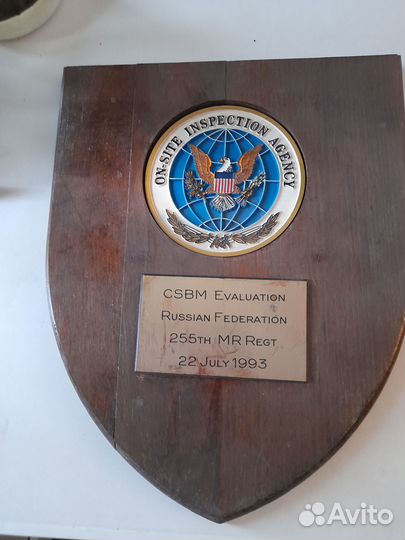 ON-SITE INSPECTION AGENCY
CSBM EVALUATION
RUSSIAN FEDERATION
255TH MR REGT
22 JULY 1993
Avito